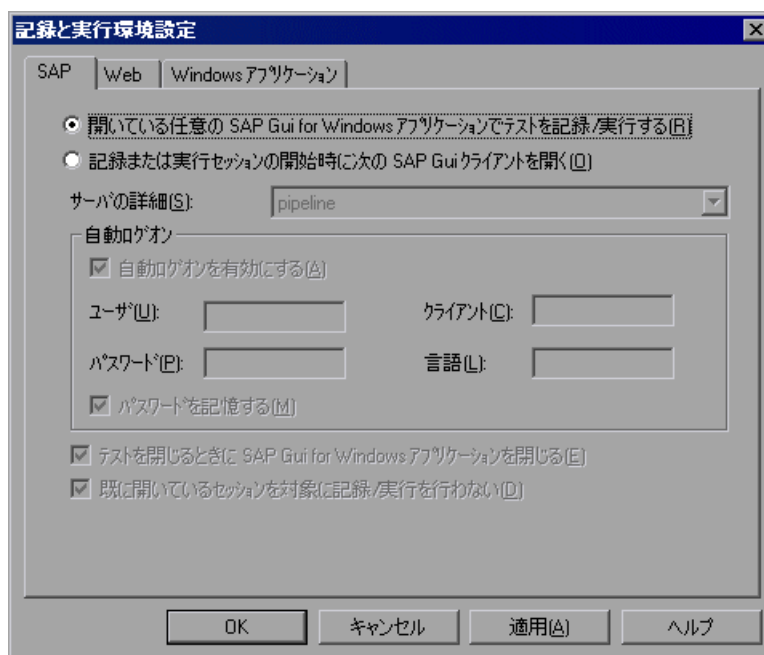 記録と実行環境設定
SAP Web Windows アプリケーション
開いている任意の SAP Gui for Windows アプリケーションでテストを記録/実行する(R)
記録または実行セッションの開始時に次の SAP Gui クライアントを開く(O)
サーバの詳細(S): pipeline
自動ログオン
自動ログオンを有効にする(A)
ユーザ(U): クライアント(C):
パスワード(P): 言語(L):
パスワードを記憶する(M)
テストを閉じるときに SAP Gui for Windows アプリケーションを閉じる(E)
既に開いているセッションを対象に記録/実行を行わない(D)
OK キャンセル 適用(A) ヘルプ